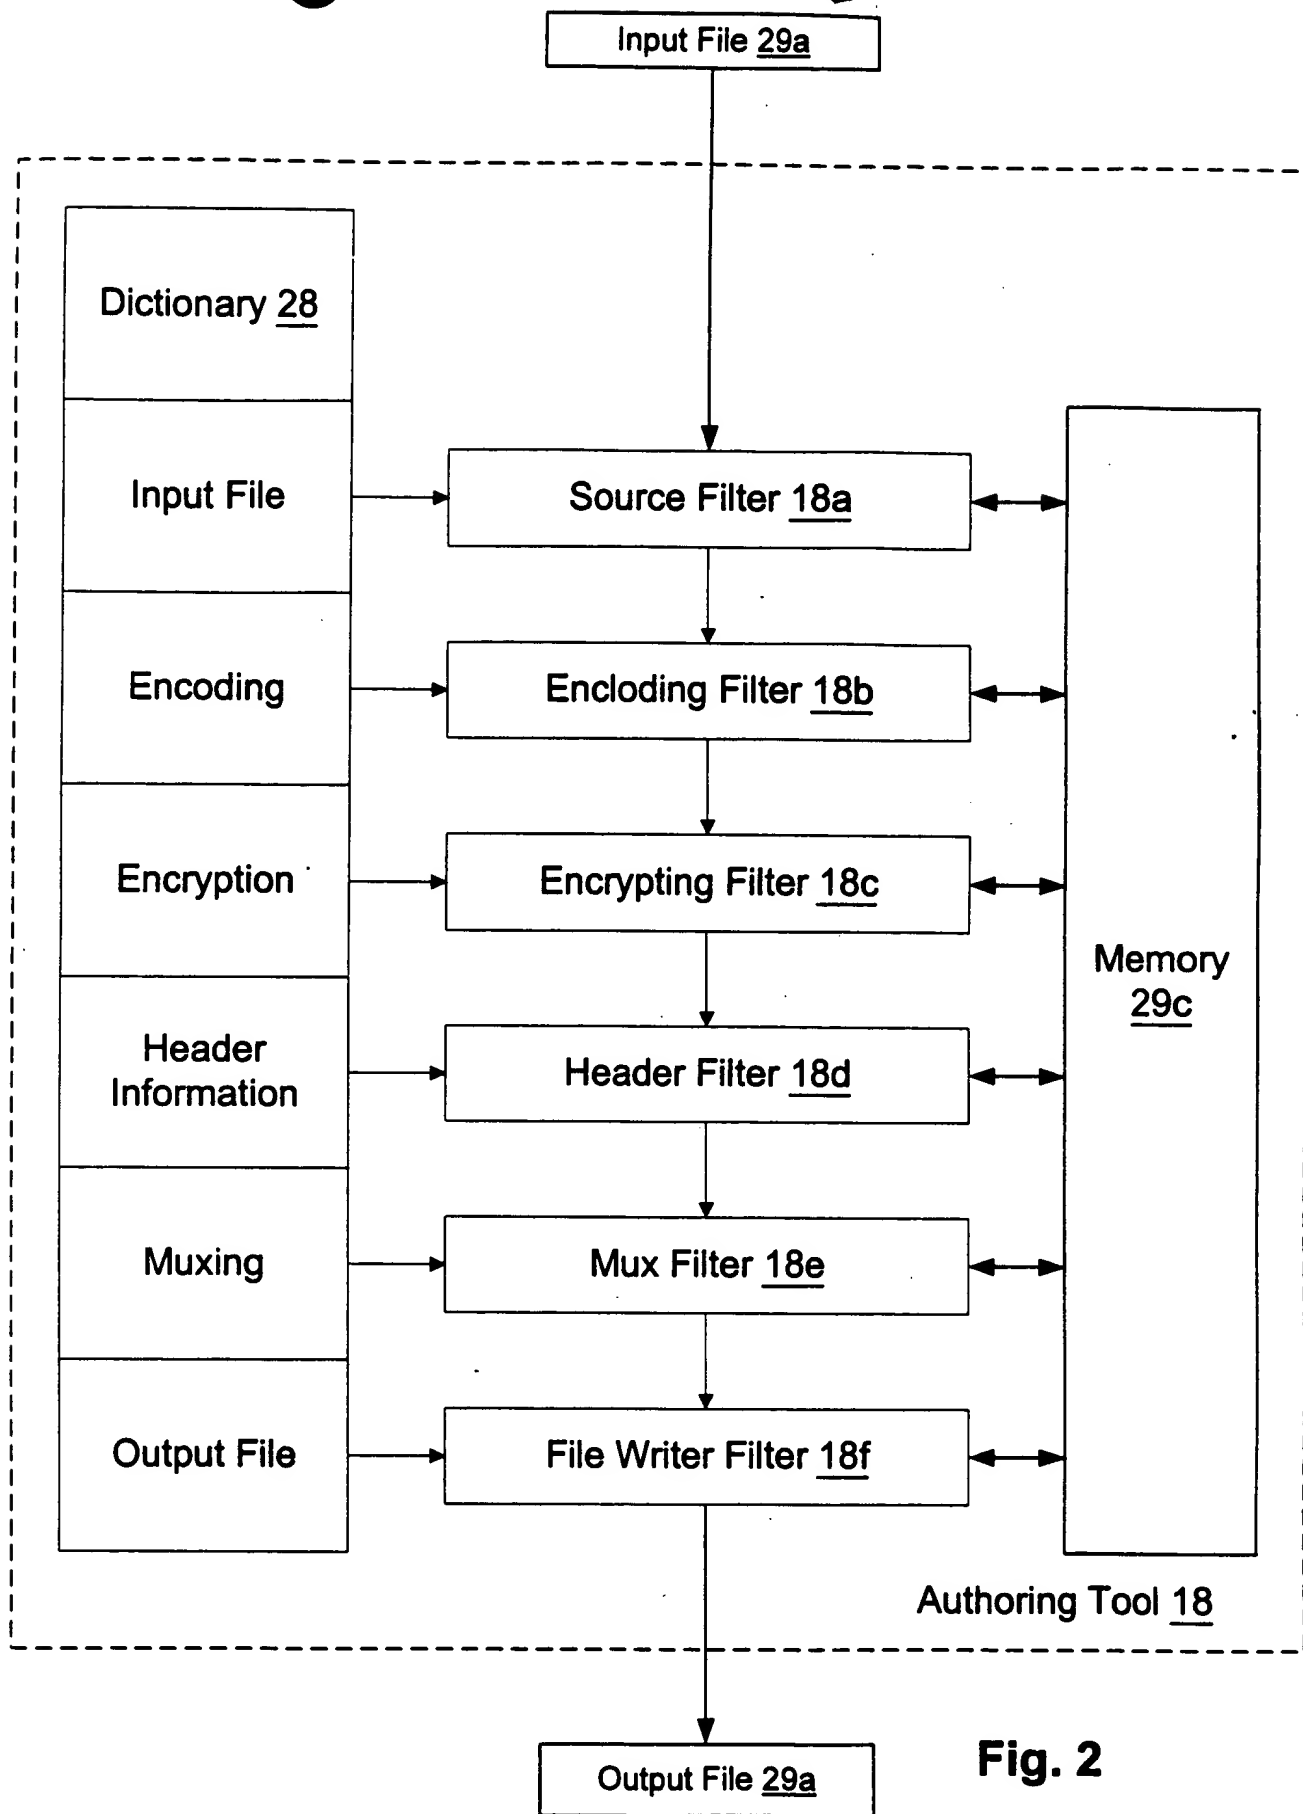 Input File 29a
Dictionary 28
Input File
Source Filter 18a
Encoding
Encloding Filter 18b
Encryption
Encrypting Filter 18c
Memory
29c
Header
Information
Header Filter 18d
Muxing
Mux Filter 18e
Output File
File Writer Filter 18f
Authoring Tool 18
Output File 29a
Fig. 2